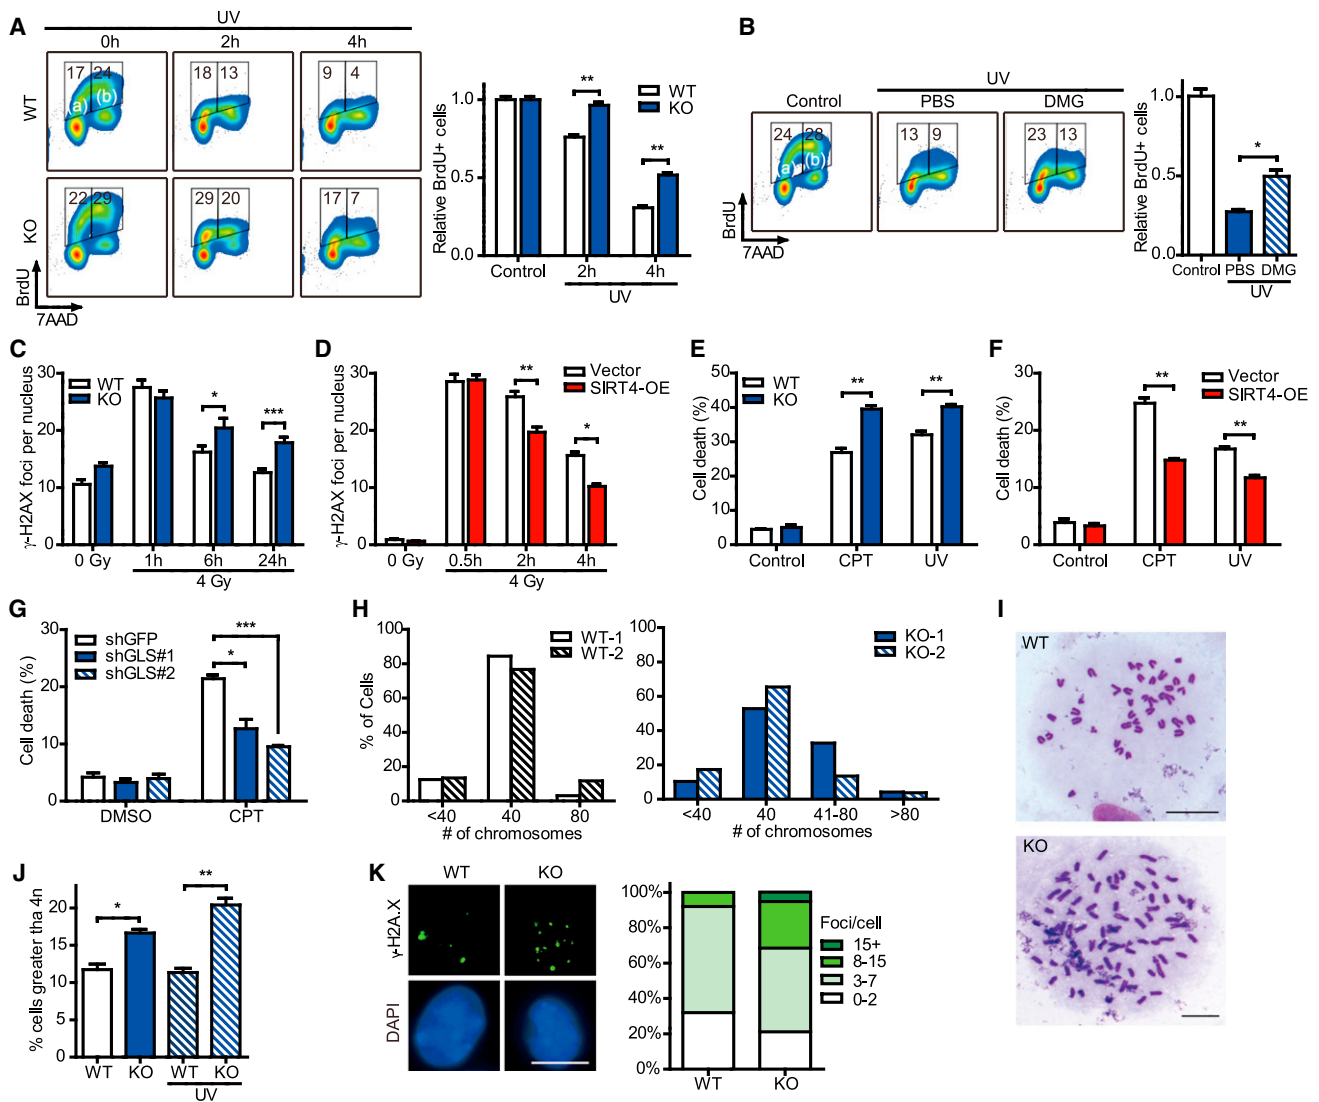 A
UV
0h 2h 4h
WT
17 24
(a) (b)
18 13
9 4
KO
22 29
29 20
17 7
BrdU
7AAD
Relative BrdU+ cells
1.0
0.5
0.0
** **
WT
KO
Control 2h 4h
UV
B
UV
Control PBS DMG
24 28
(a) (b)
13 9
23 13
BrdU
7AAD
Relative BrdU+ cells
1.0
0.5
0.0
*
Control PBS DMG
UV
C
γ-H2AX foci per nucleus
30
20
10
0
WT
KO
* ***
0 Gy 1h 6h 24h
4 Gy
D
γ-H2AX foci per nucleus
30
20
10
0
Vector
SIRT4-OE
** *
0 Gy 0.5h 2h 4h
4 Gy
E
Cell death (%)
50
40
30
20
10
0
WT
KO
** **
Control CPT UV
F
Cell death (%)
30
20
10
0
Vector
SIRT4-OE
** **
Control CPT UV
G
Cell death (%)
30
20
10
0
shGFP
shGLS#1
shGLS#2
***
*
DMSO CPT
H
% of Cells
100
80
60
40
20
0
WT-1
WT-2
<40 40 80
# of chromosomes
100
80
60
40
20
0
KO-1
KO-2
<40 40 41-80 >80
# of chromosomes
I
WT
KO
J
% cells greater tha 4n
20
15
10
5
0
* **
WT KO WT KO
UV
K
WT KO
γ-H2A.X
DAPI
100%
80%
60%
40%
20%
0%
WT KO
Foci/cell
15+
8-15
3-7
0-2